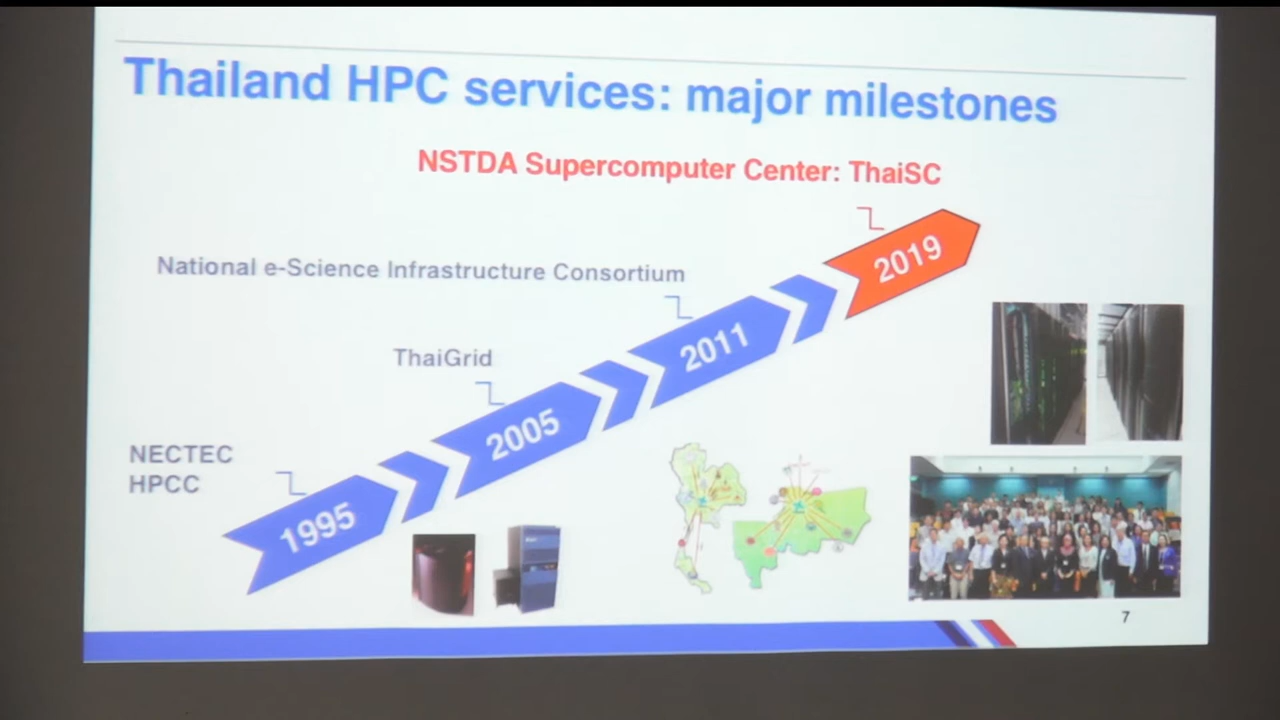 Thailand HPC services: major milestones
NSTDA Supercomputer Center: ThaiSC
2019
National e-Science Infrastructure Consortium
2011
ThaiGrid
2005
NECTEC
HPCC
1995
7